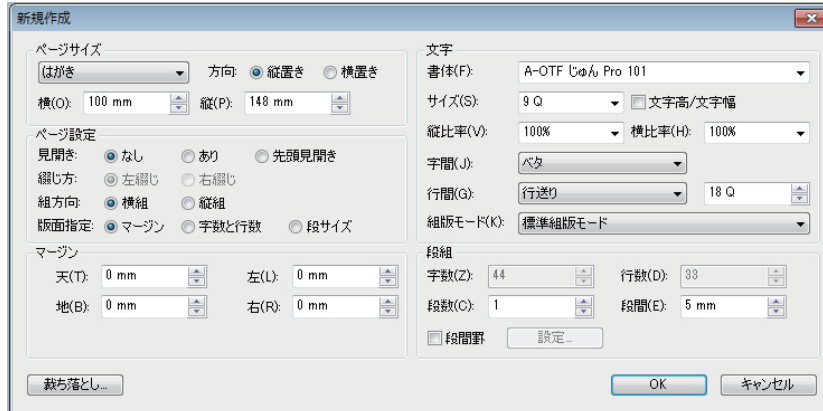 新規作成
ページサイズ
はがき 方向: 縦置き 横置き
横(O): 100 mm 縦(P): 148 mm
ページ設定
見開き: なし あり 先頭見開き
綴じ方: 左綴じ 右綴じ
組方向: 横組 縦組
版面指定: マージン 字数と行数 段サイズ
マージン
天(T): 0 mm 左(L): 0 mm
地(B): 0 mm 右(R): 0 mm
裁ち落とし...
文字
書体(F): A-OTF じゅん Pro 101
サイズ(S): 9 Q 文字高/文字幅
縦比率(V): 100% 横比率(H): 100%
字間(J): ベタ
行間(G): 行送り 18 Q
組版モード(K): 標準組版モード
段組
字数(Z): 44 行数(D): 33
段数(C): 1 段間(E): 5 mm
段間罫 設定...
OK キャンセル